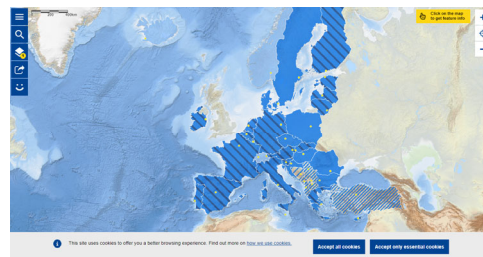 Click on the map
to get feature info
This site uses cookies to offer you a better browsing experience. Find out more on how we use cookies.
Accept all cookies
Accept only essential cookies